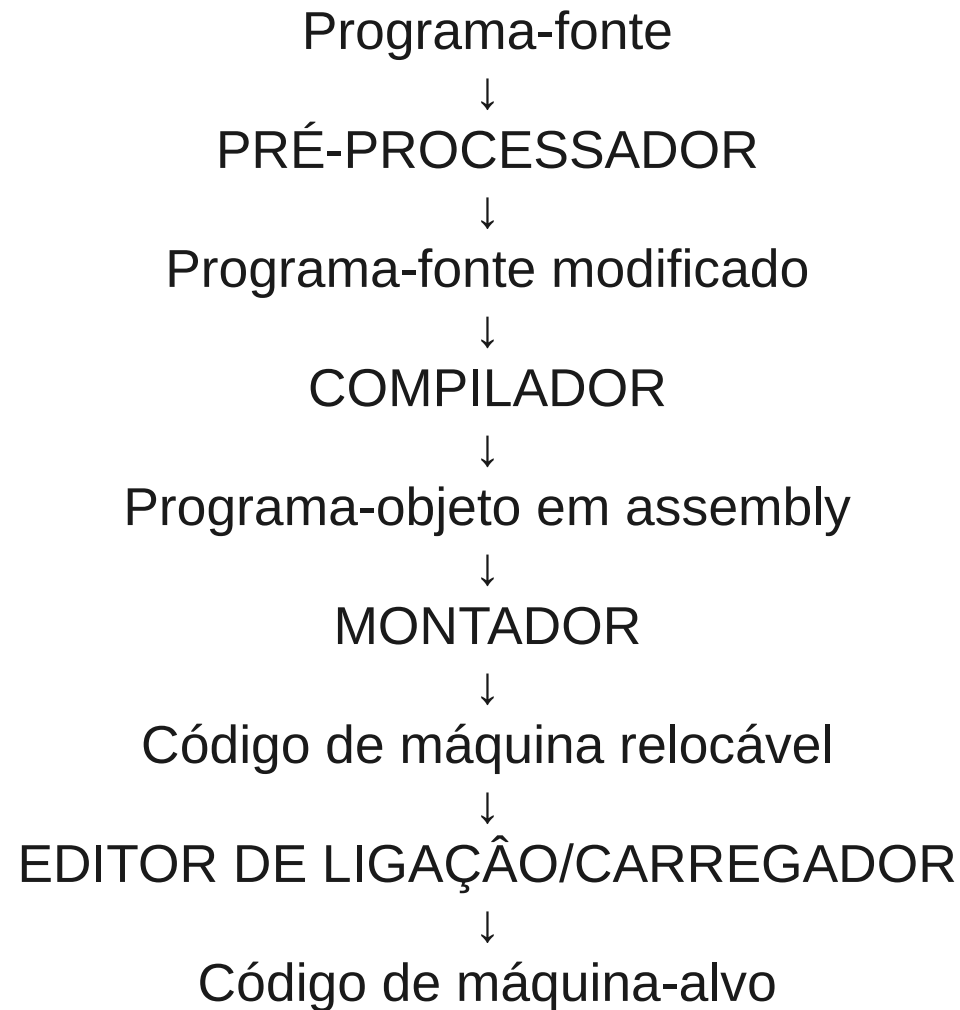 Programa-fonte
↓
PRÉ-PROCESSADOR
↓
Programa-fonte modificado
↓
COMPILADOR
↓
Programa-objeto em assembly
↓
MONTADOR
↓
Código de máquina relocável
↓
EDITOR DE LIGAÇÂO/CARREGADOR
↓
Código de máquina-alvo